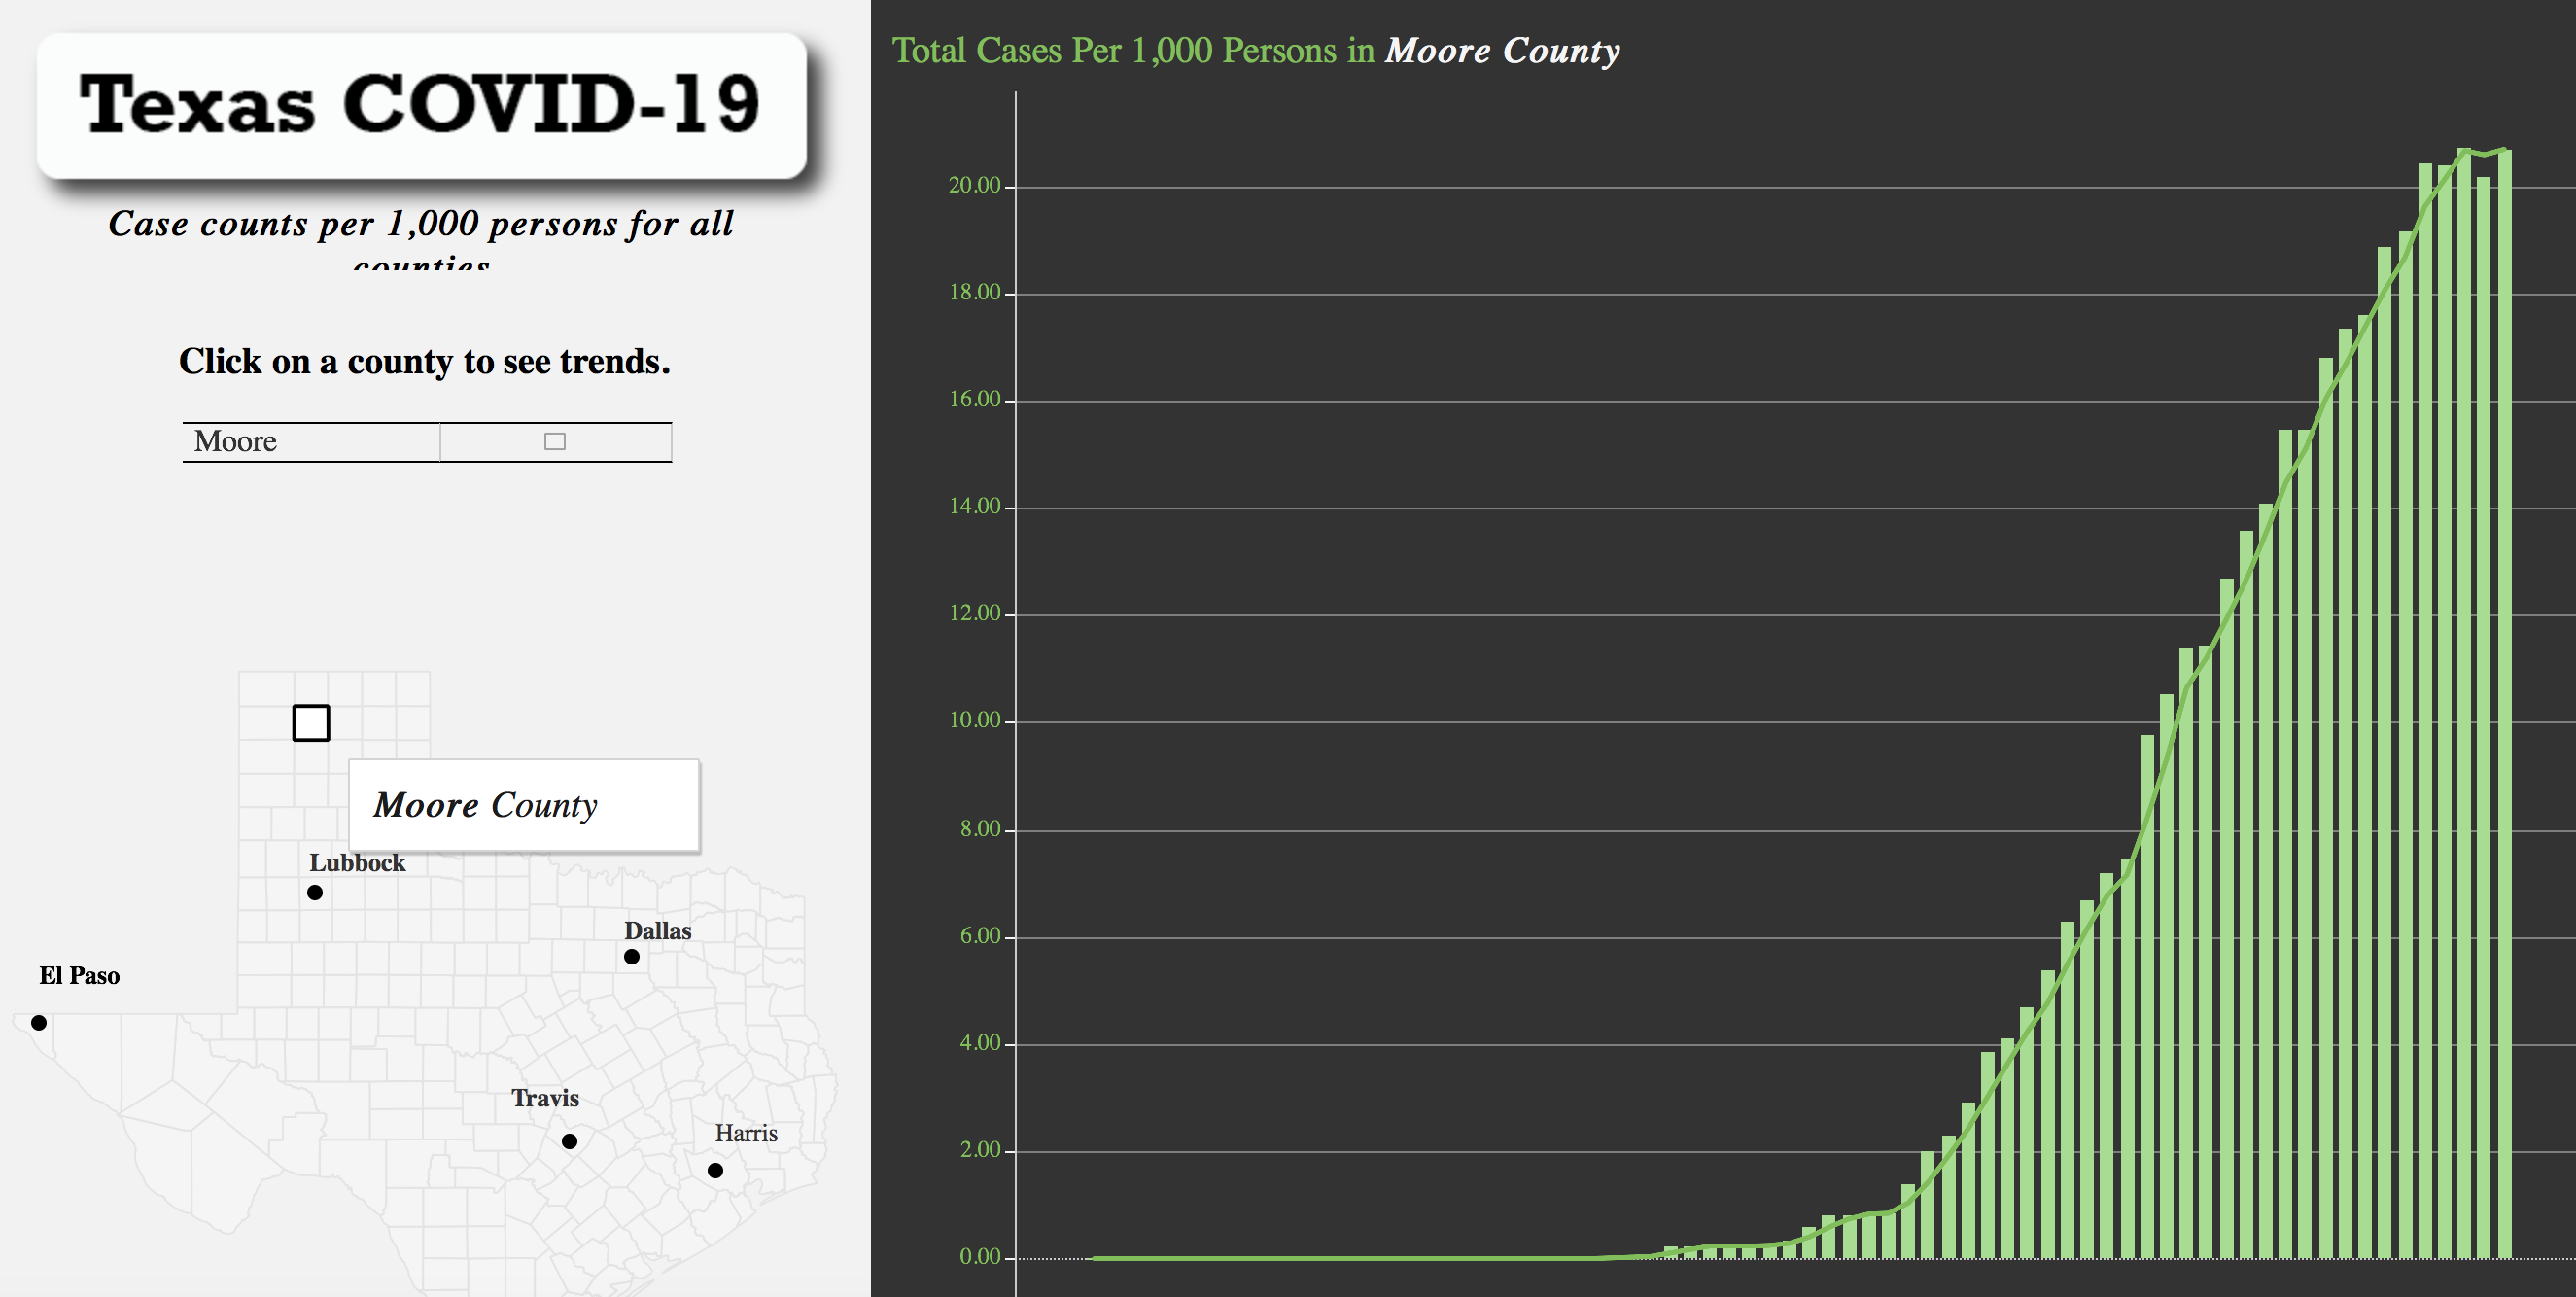 Texas COVID-19
Case counts per 1,000 persons for all
counties
Click on a county to see trends.
Moore
Moore County
Lubbock
Dallas
El Paso
Travis
Harris
Total Cases Per 1,000 Persons in Moore County
20.00
18.00
16.00
14.00
12.00
10.00
8.00
6.00
4.00
2.00
0.00